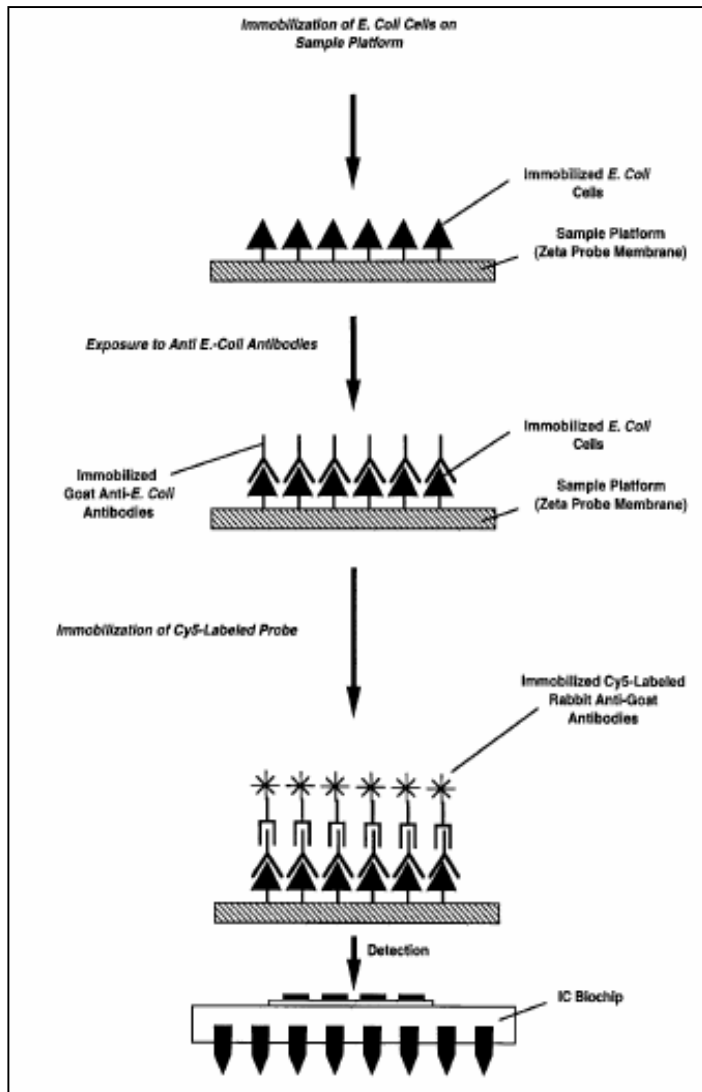 Immobilization of E. Coli Cells on
Sample Platform
Immobilized E. Coli
Cells
Sample Platform
(Zeta Probe Membrane)
Exposure to Anti E.-Coli Antibodies
Immobilized E. Coli
Cells
Immobilized
Goat Anti-E. Coli
Antibodies
Sample Platform
(Zeta Probe Membrane)
Immobilization of Cy5-Labeled Probe
Immobilized Cy5-Labeled
Rabbit Anti-Goat
Antibodies
Detection
IC Biochip